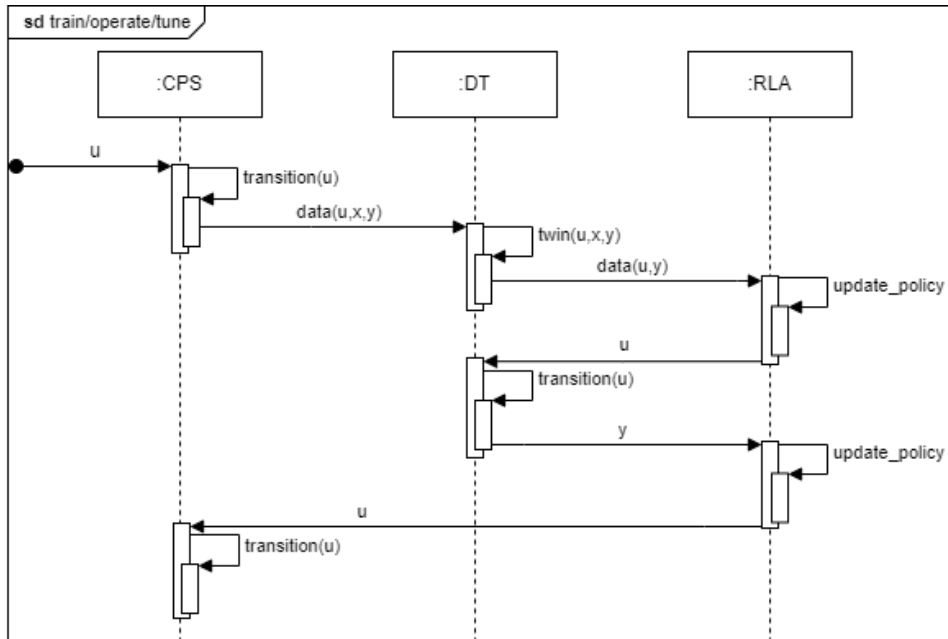 sd train/operate/tune
:CPS
:DT
:RLA
u
transition(u)
data(u,x,y)
twin(u,x,y)
data(u,y)
update_policy
u
transition(u)
y
update_policy
u
transition(u)